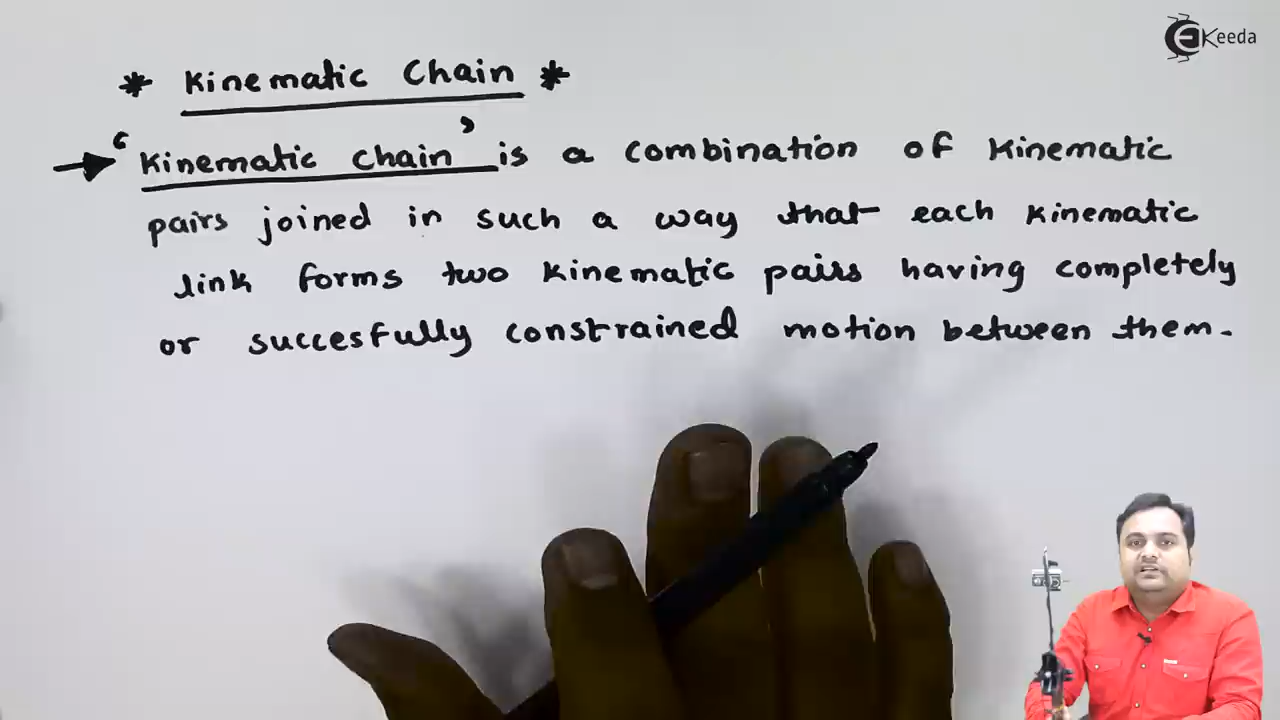 EKeeda
* Kinematic Chain *
→ ‘Kinematic chain’ is a combination of Kinematic
pairs joined in such a way that each Kinematic
link forms two Kinematic pairs having completely
or succesfully constrained motion between them.